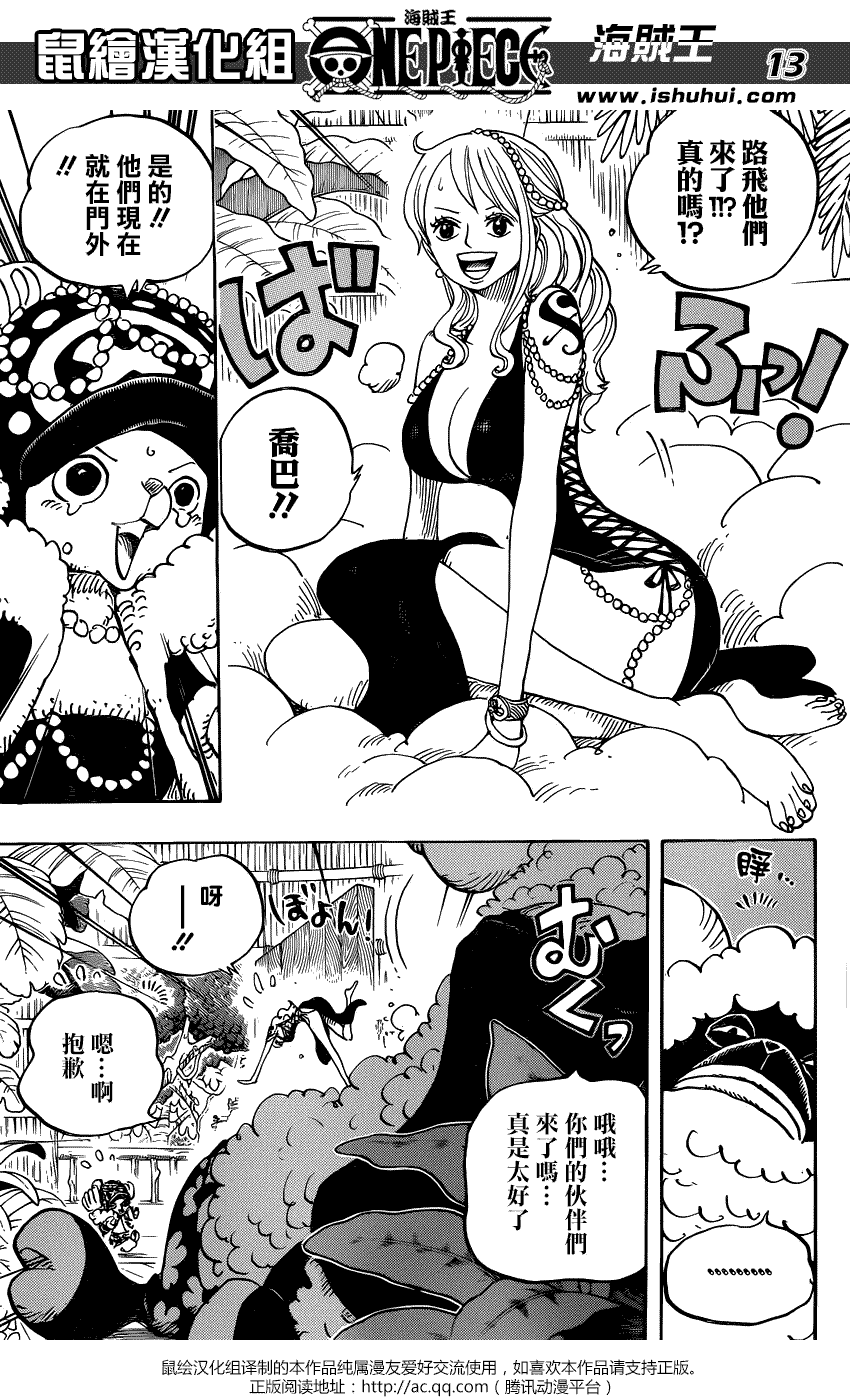 鼠繪漢化組
海賊王
ONE PIECE
海賊王
13
www.ishuhui.com
路飛他們
來了!!?
真的嗎!?
ふっ!
ば
喬巴!!
是的!!
他們現在
就在門外
!!
睜…
………
むくっ
哦哦…
你們的伙伴們
來了嗎…
真是太好了
ぼよん!
呀
—!!
嗯…啊
抱歉
鼠绘汉化组译制的本作品纯属漫友爱好交流使用，如喜欢本作品请支持正版。
正版阅读地址：http://ac.qq.com（腾讯动漫平台）